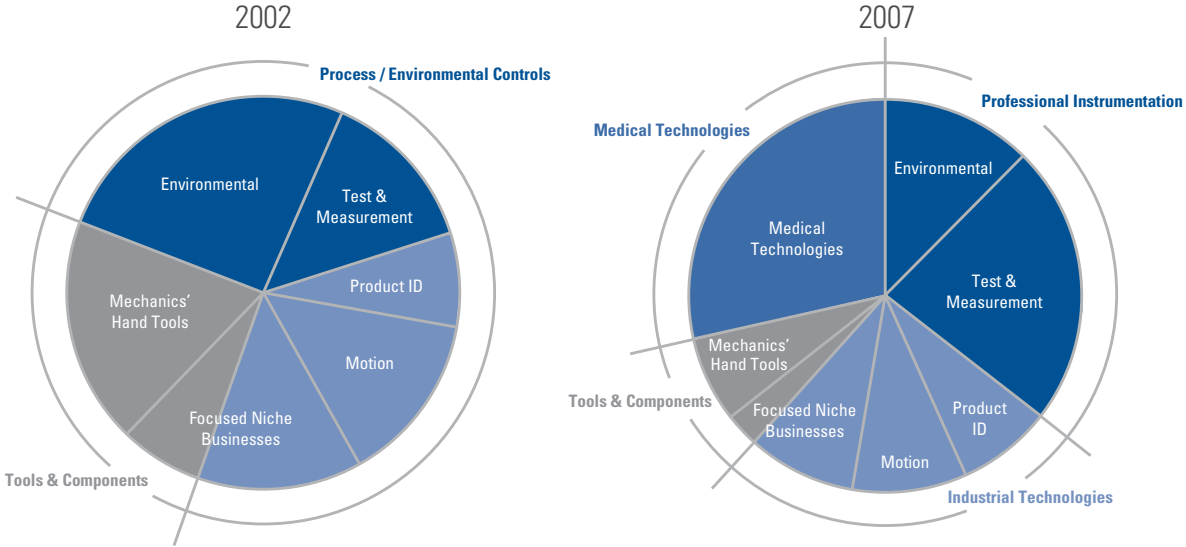 2002
Process / Environmental Controls
Environmental
Test &
Measurement
Product ID
Mechanics’
Hand Tools
Motion
Focused Niche
Businesses
Tools & Components
2007
Professional Instrumentation
Medical Technologies
Environmental
Medical
Technologies
Test &
Measurement
Mechanics’
Hand Tools
Tools & Components
Focused Niche
Businesses
Product
ID
Motion
Industrial Technologies